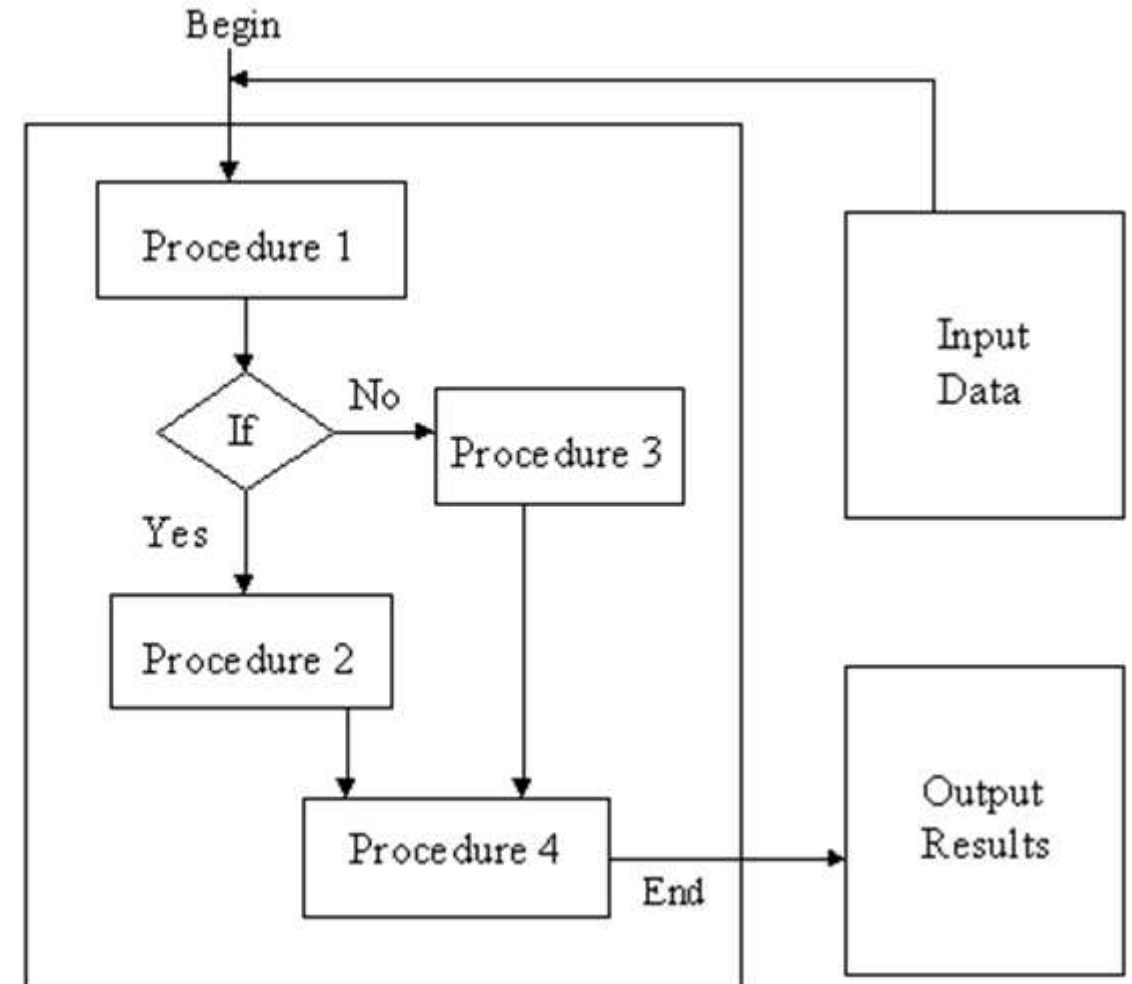 Begin
Procedure 1
Input
Data
No
If
Procedure 3
Yes
Procedure 2
Output
Results
Procedure 4
End